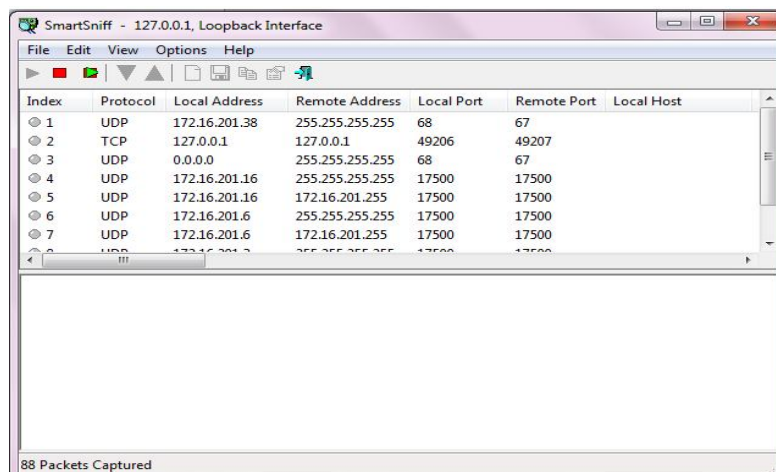 SmartSniff - 127.0.0.1, Loopback Interface
File Edit View Options Help
Index Protocol Local Address Remote Address Local Port Remote Port Local Host
1 UDP 172.16.201.38 255.255.255.255 68 67
2 TCP 127.0.0.1 127.0.0.1 49206 49207
3 UDP 0.0.0.0 255.255.255.255 68 67
4 UDP 172.16.201.16 255.255.255.255 17500 17500
5 UDP 172.16.201.16 172.16.201.255 17500 17500
6 UDP 172.16.201.6 255.255.255.255 17500 17500
7 UDP 172.16.201.6 172.16.201.255 17500 17500
88 Packets Captured